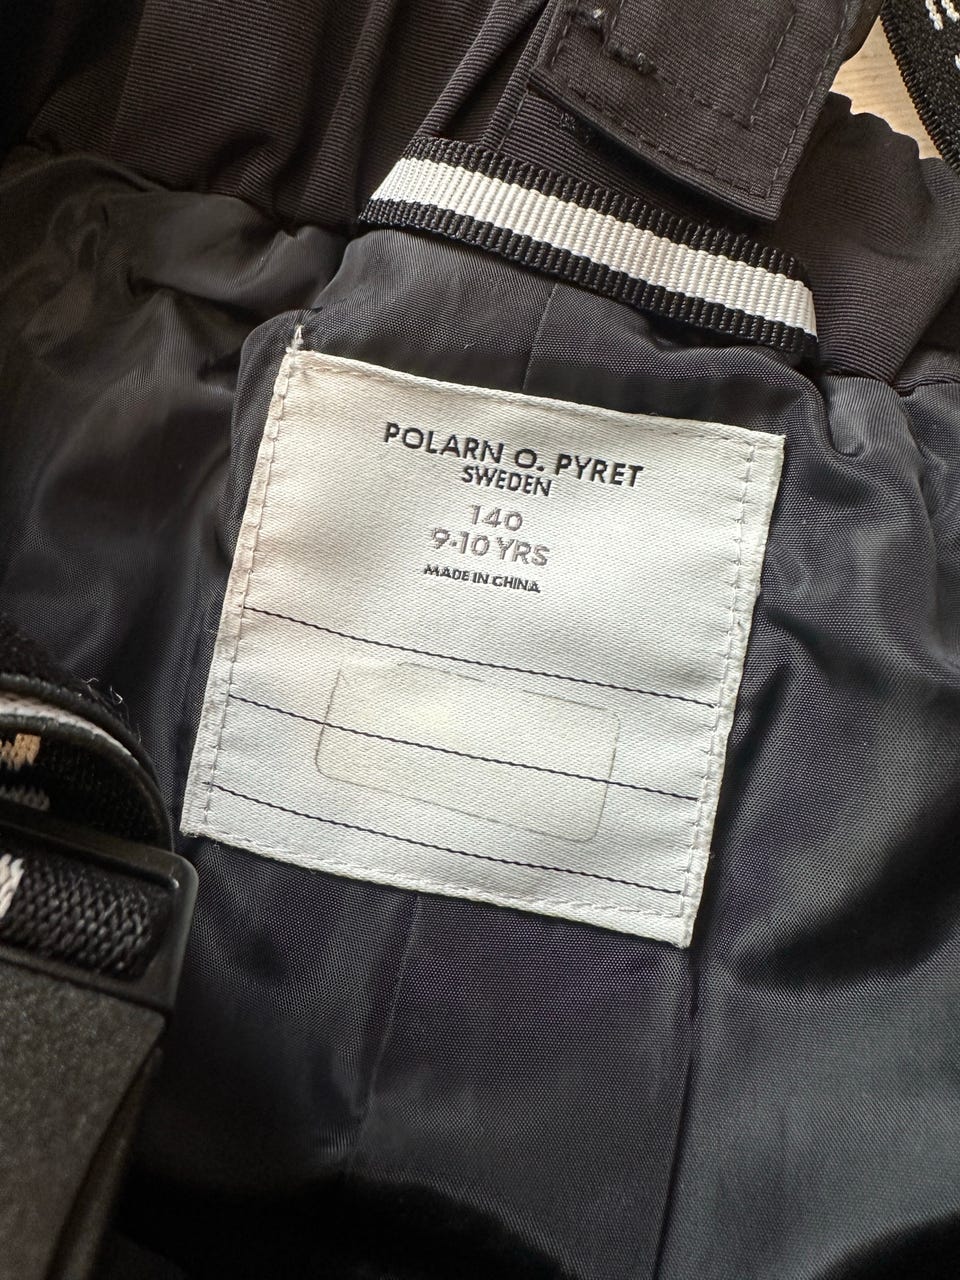 POLARN O. PYRET
SWEDEN
140
9-10 YRS
MADE IN CHINA